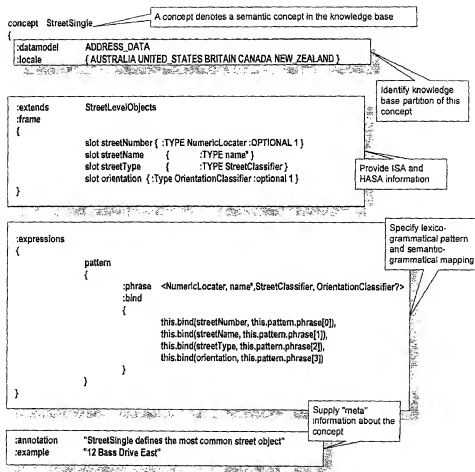 concept StreetSingle
A concept denotes a semantic concept in the knowledge base
{
:datamodel ADDRESS_DATA
:locale { AUSTRALIA UNITED_STATES BRITAIN CANADA NEW_ZEALAND }
Identify knowledge
base partition of this
concept
:extends StreetLevelObjects
:frame
{
slot streetNumber { :TYPE NumericLocater :OPTIONAL 1 }
slot streetName { :TYPE name* }
slot streetType { :TYPE StreetClassifier }
slot orientation { :Type OrientationClassifier :optional 1 }
}
Provide ISA and
HASA information
Specify lexico-
grammatical pattern
and semantic-
grammatical mapping
:expressions
{
pattern
{
:phrase <NumericLocater, name*,StreetClassifier, OrientationClassifier?>
:bind
{
this.bind(streetNumber, this.pattern.phrase[0]),
this.bind(streetName, this.pattern.phrase[1]),
this.bind(streetType, this.pattern.phrase[2]),
this.bind(orientation, this.pattern.phrase[3])
}
}
}
Supply "meta"
information about the
concept
:annotation "StreetSingle defines the most common street object"
:example "12 Bass Drive East"